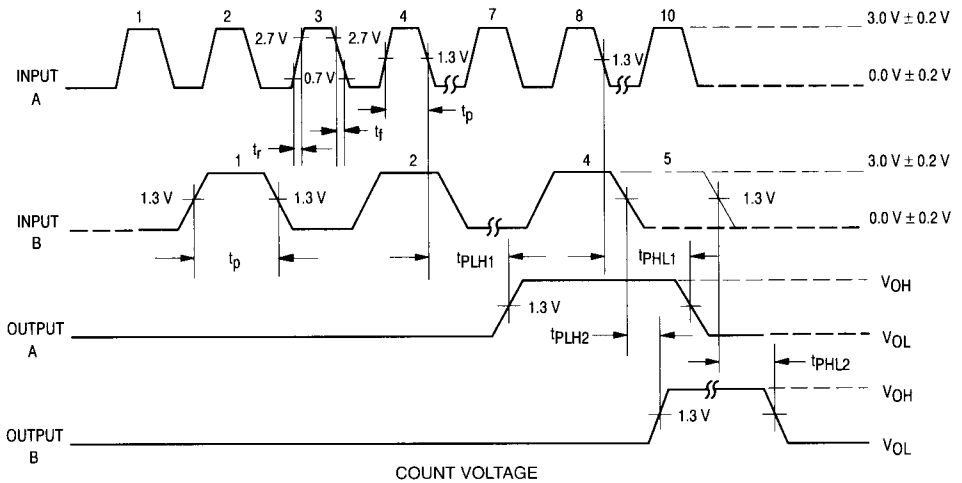 1 2 3 4 7 8 10
3.0 V ± 0.2 V
2.7 V 2.7 V
1.3 V 1.3 V
INPUT
A
0.7 V
0.0 V ± 0.2 V
tp
tf
tr
1 2 4 5
3.0 V ± 0.2 V
1.3 V 1.3 V 1.3 V
INPUT
B
0.0 V ± 0.2 V
tp tPLH1 tPHL1
VOH
1.3 V
OUTPUT
A
tPLH2
VOL
tPHL2
VOH
1.3 V
OUTPUT
B
VOL
COUNT VOLTAGE